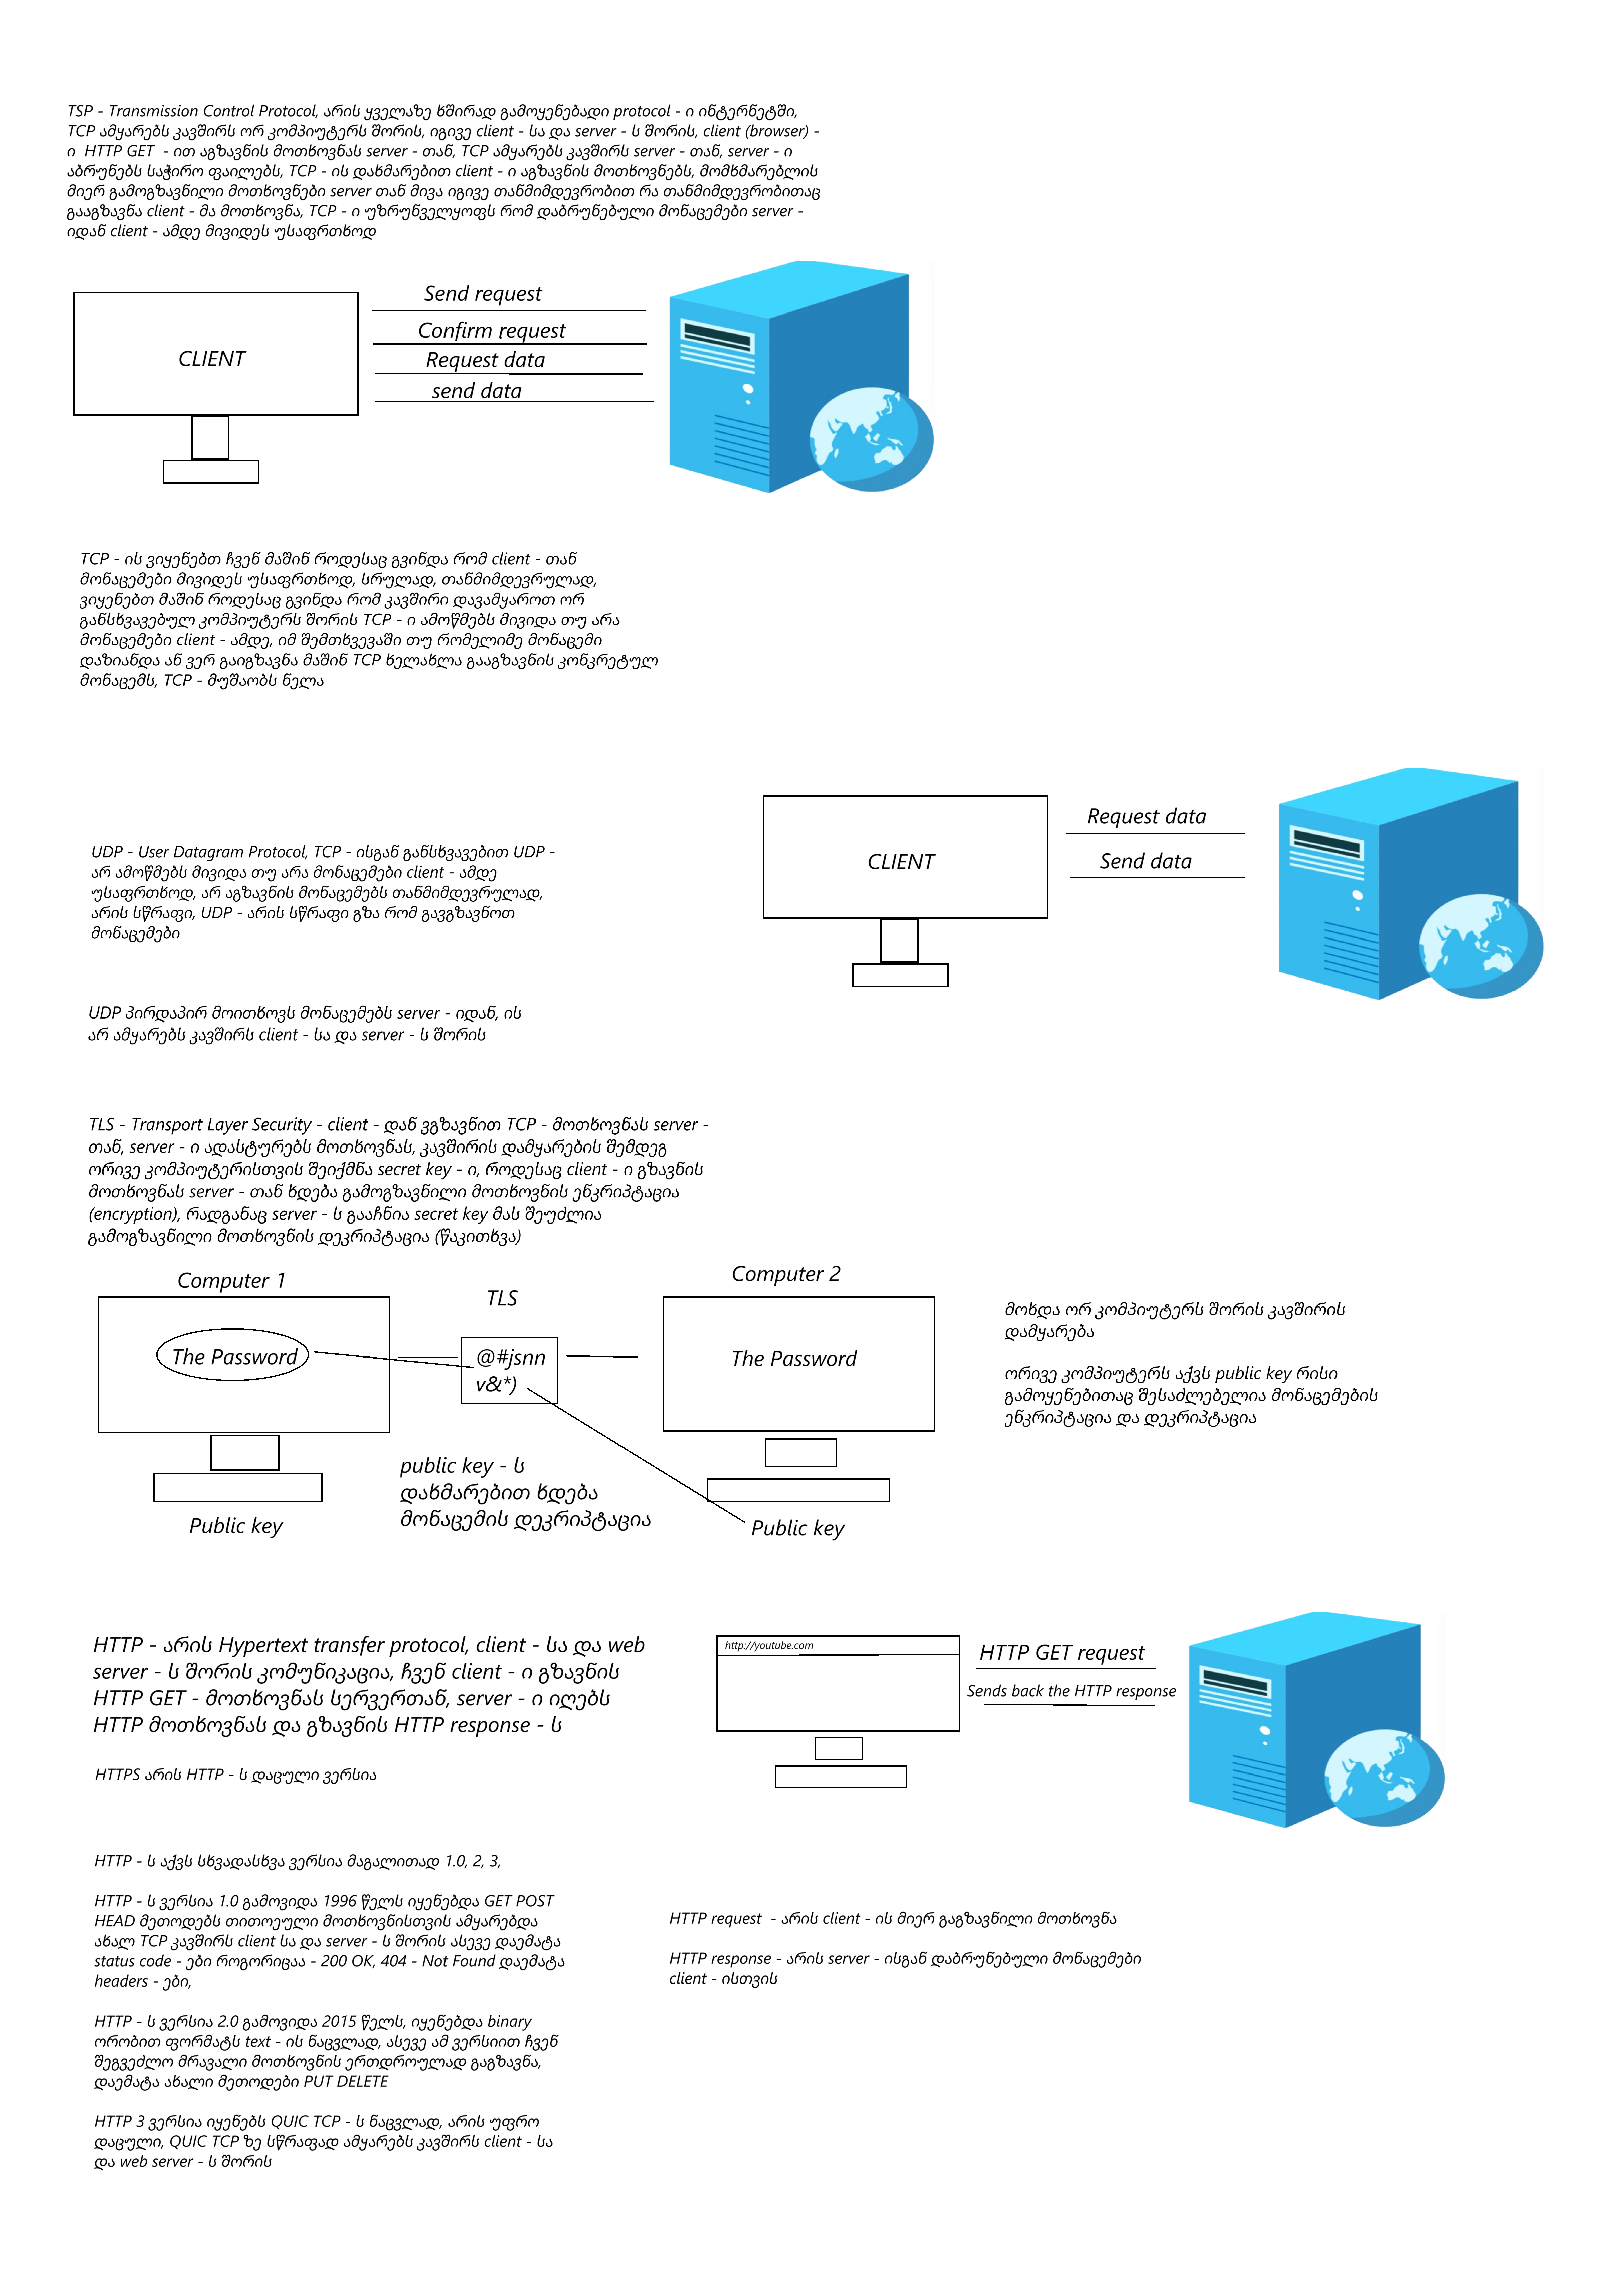 TSP - Transmission Control Protocol, არის ყველაზე ხშირად გამოყენებადი protocol - ი ინტერნეტში,
TCP ამყარებს კავშირს ორ კომპიუტერს შორის, იგივე client - სა და server - ს შორის, client (browser) -
ი  HTTP GET  - ით აგზავნის მოთხოვნას server - თან, TCP ამყარებს კავშირს server - თან, server - ი
აბრუნებს საჭირო ფაილებს, TCP - ის დახმარებით client - ი აგზავნის მოთხოვნებს, მომხმარებლის
მიერ გამოგზავნილი მოთხოვნები server თან მივა იგივე თანმიმდევრობით რა თანმიმდევრობითაც
გააგზავნა client - მა მოთხოვნა, TCP - ი უზრუნველყოფს რომ დაბრუნებული მონაცემები server -
იდან client - ამდე მივიდეს უსაფრთხოდ
Send request
Confirm request
CLIENT
Request data
send data
TCP - ის ვიყენებთ ჩვენ მაშინ როდესაც გვინდა რომ client - თან
მონაცემები მივიდეს უსაფრთხოდ, სრულად, თანმიმდევრულად,
ვიყენებთ მაშინ როდესაც გვინდა რომ კავშირი დავამყაროთ ორ
განსხვავებულ კომპიუტერს შორის TCP - ი ამოწმებს მივიდა თუ არა
მონაცემები client - ამდე, იმ შემთხვევაში თუ რომელიმე მონაცემი
დაზიანდა ან ვერ გაიგზავნა მაშინ TCP ხელახლა გააგზავნის კონკრეტულ
მონაცემს, TCP - მუშაობს ნელა
Request data
CLIENT
Send data
UDP - User Datagram Protocol, TCP - ისგან განსხვავებით UDP -
არ ამოწმებს მივიდა თუ არა მონაცემები client - ამდე
უსაფრთხოდ, არ აგზავნის მონაცემებს თანმიმდევრულად,
არის სწრაფი, UDP - არის სწრაფი გზა რომ გავგზავნოთ
მონაცემები
UDP პირდაპირ მოითხოვს მონაცემებს server - იდან, ის
არ ამყარებს კავშირს client - სა და server - ს შორის
TLS - Transport Layer Security - client - დან ვგზავნით TCP - მოთხოვნას server -
თან, server - ი ადასტურებს მოთხოვნას, კავშირის დამყარების შემდეგ
ორივე კომპიუტერისთვის შეიქმნა secret key - ი, როდესაც client - ი გზავნის
მოთხოვნას server - თან ხდება გამოგზავნილი მოთხოვნის ენკრიპტაცია
(encryption), რადგანაც server - ს გააჩნია secret key მას შეუძლია
გამოგზავნილი მოთხოვნის დეკრიპტაცია (წაკითხვა)
Computer 1
TLS
Computer 2
The Password
@#jsnn
v&*)
The Password
მოხდა ორ კომპიუტერს შორის კავშირის
დამყარება
ორივე კომპიუტერს აქვს public key რისი
გამოყენებითაც შესაძლებელია მონაცემების
ენკრიპტაცია და დეკრიპტაცია
public key - ს
დახმარებით ხდება
მონაცემის დეკრიპტაცია
Public key
Public key
HTTP - არის Hypertext transfer protocol, client - სა და web
server - ს შორის კომუნიკაცია, ჩვენ client - ი გზავნის
HTTP GET - მოთხოვნას სერვერთან, server - ი იღებს
HTTP მოთხოვნას და გზავნის HTTP response - ს
http://youtube.com
HTTP GET request
Sends back the HTTP response
HTTPS არის HTTP - ს დაცული ვერსია
HTTP - ს აქვს სხვადასხვა ვერსია მაგალითად 1.0, 2, 3,
HTTP - ს ვერსია 1.0 გამოვიდა 1996 წელს იყენებდა GET POST
HEAD მეთოდებს თითოეული მოთხოვნისთვის ამყარებდა
ახალ TCP კავშირს client სა და server - ს შორის ასევე დაემატა
status code - ები როგორიცაა - 200 OK, 404 - Not Found დაემატა
headers - ები,
HTTP - ს ვერსია 2.0 გამოვიდა 2015 წელს, იყენებდა binary
ორობით ფორმატს text - ის ნაცვლად, ასევე ამ ვერსიით ჩვენ
შეგვეძლო მრავალი მოთხოვნის ერთდროულად გაგზავნა,
დაემატა ახალი მეთოდები PUT DELETE
HTTP 3 ვერსია იყენებს QUIC TCP - ს ნაცვლად, არის უფრო
დაცული, QUIC TCP ზე სწრაფად ამყარებს კავშირს client - სა
და web server - ს შორის
HTTP request  - არის client - ის მიერ გაგზავნილი მოთხოვნა
HTTP response - არის server - ისგან დაბრუნებული მონაცემები
client - ისთვის